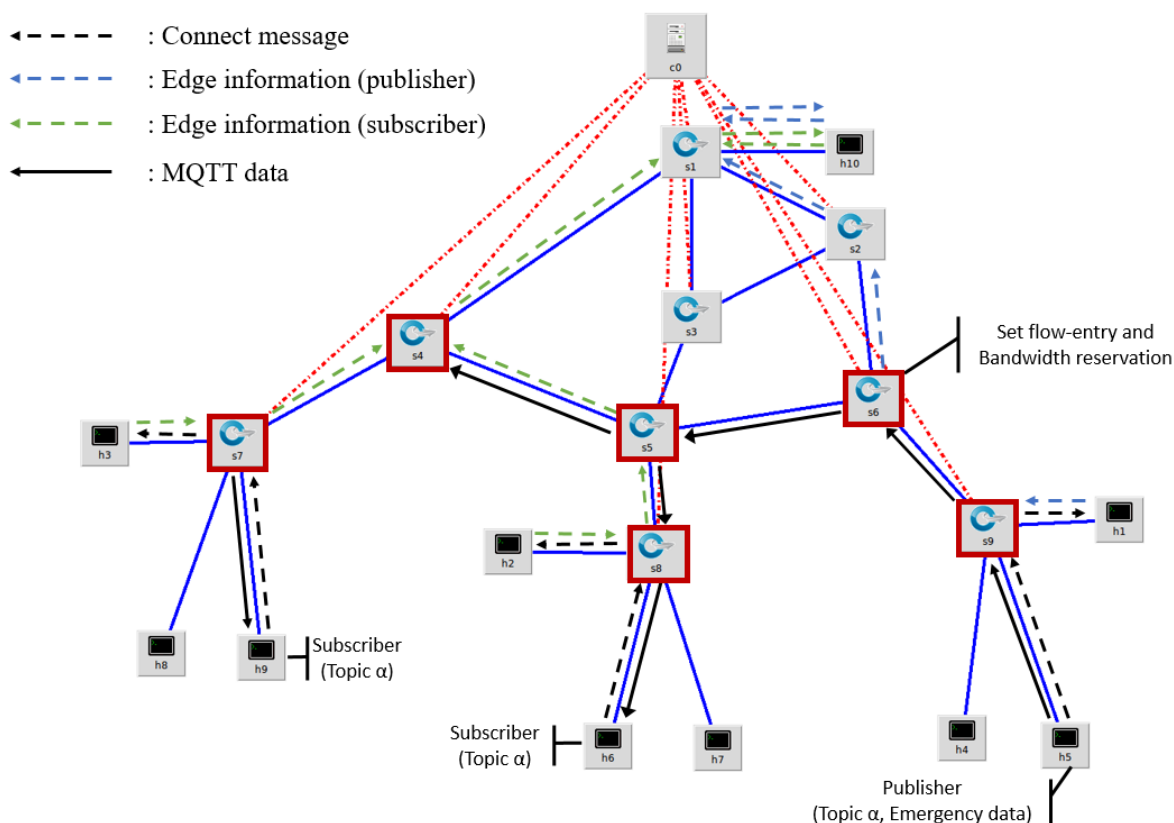 : Connect message
: Edge information (publisher)
: Edge information (subscriber)
: MQTT data
c0
s1
h10
s2
s3
s4
Set flow-entry and
Bandwidth reservation
s6
s5
h3
s7
s9
h1
h2
s8
h8
h9
Subscriber
(Topic α)
Subscriber
(Topic α)
h6
h7
h4
h5
Publisher
(Topic α, Emergency data)